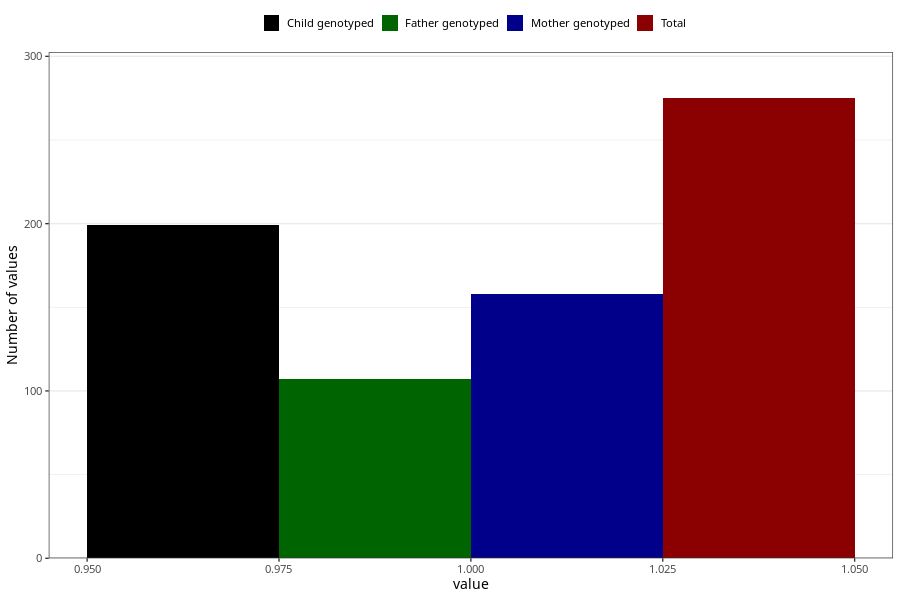 Child genotyped Father genotyped Mother genotyped Total
300
200
100
0
Number of values
0.950 0.975 1.000 1.025 1.050
value